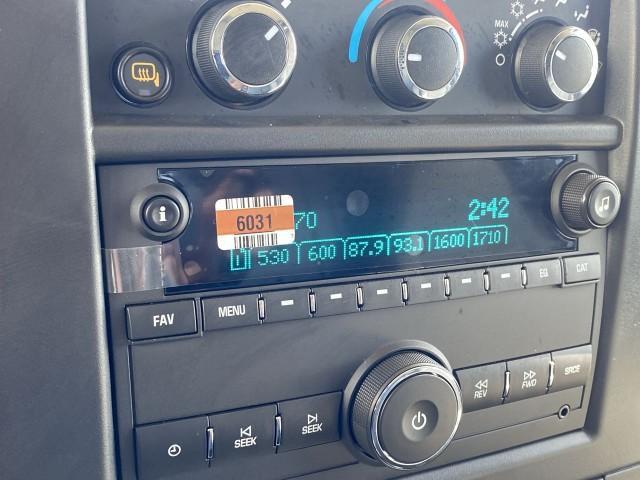 MAX
6031
70
2:42
530 600 87.9 93.1 1600 1710
FAV MENU EQ CAT
REV FWD SRCE
SEEK SEEK